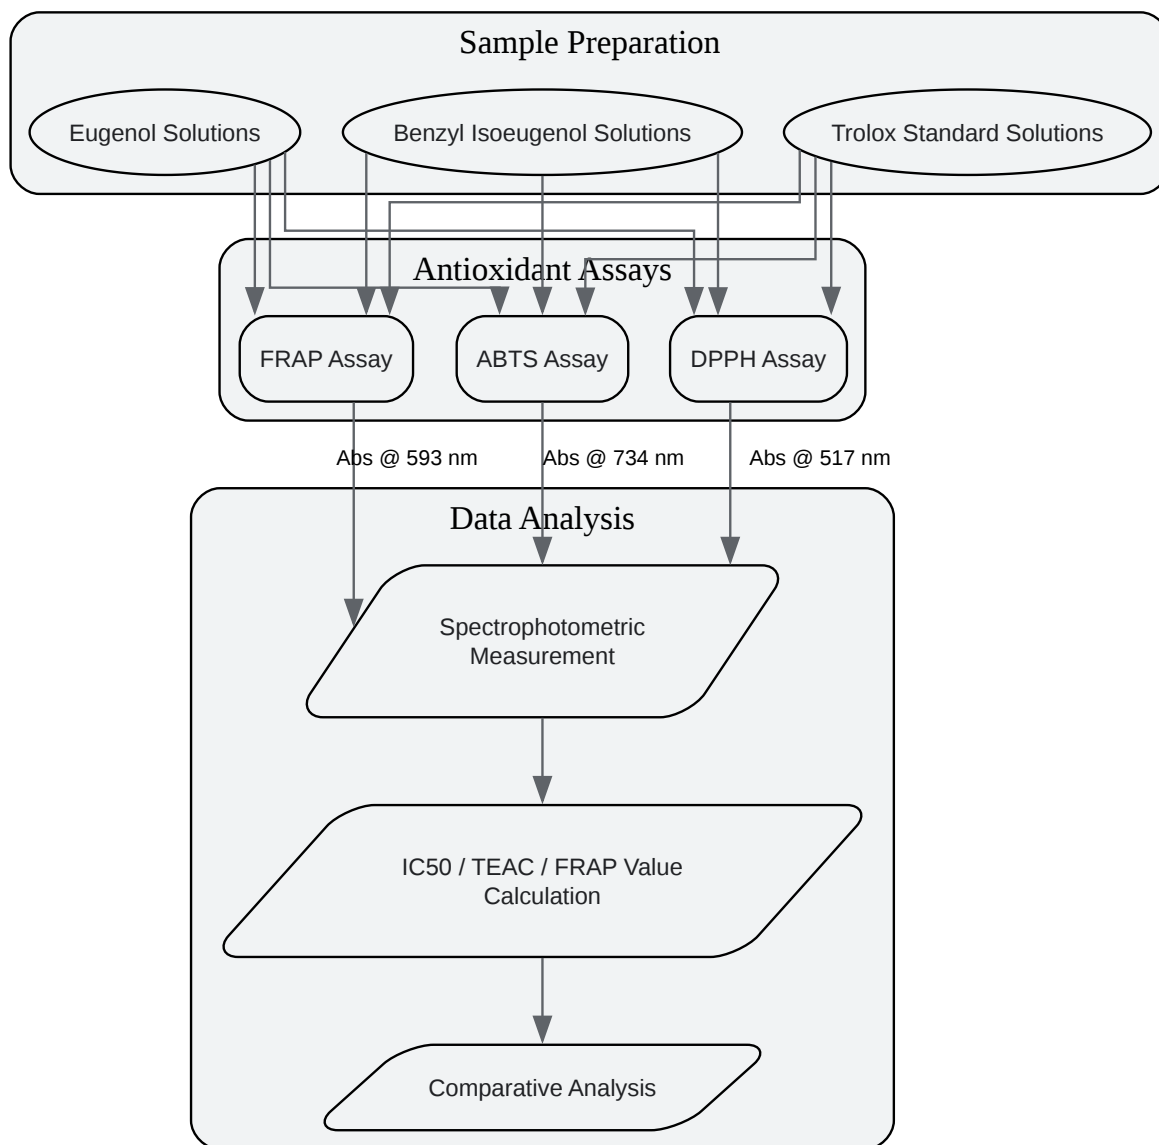 Sample Preparation
Eugenol Solutions
Benzyl Isoeugenol Solutions
Trolox Standard Solutions
Antioxidant Assays
FRAP Assay
ABTS Assay
DPPH Assay
Abs @ 593 nm
Abs @ 734 nm
Abs @ 517 nm
Data Analysis
Spectrophotometric
Measurement
IC50 / TEAC / FRAP Value
Calculation
Comparative Analysis